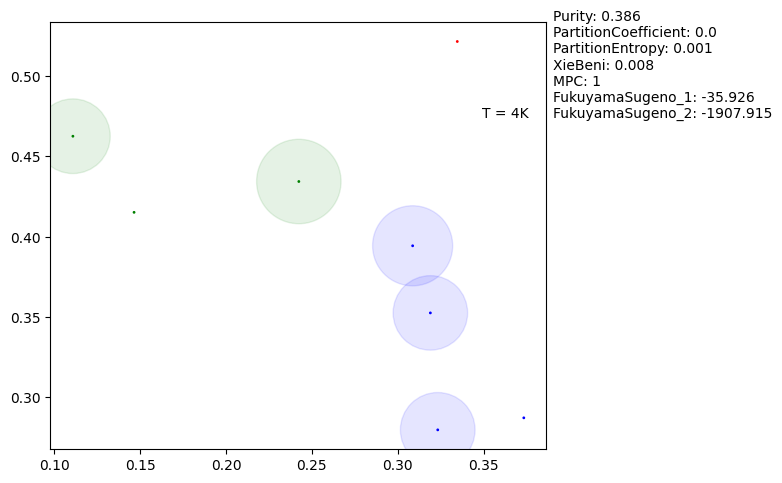 Purity: 0.386
PartitionCoefficient: 0.0
PartitionEntropy: 0.001
XieBeni: 0.008
MPC: 1
FukuyamaSugeno_1: -35.926
FukuyamaSugeno_2: -1907.915
T = 4K
0.50
0.45
0.40
0.35
0.30
0.10 0.15 0.20 0.25 0.30 0.35